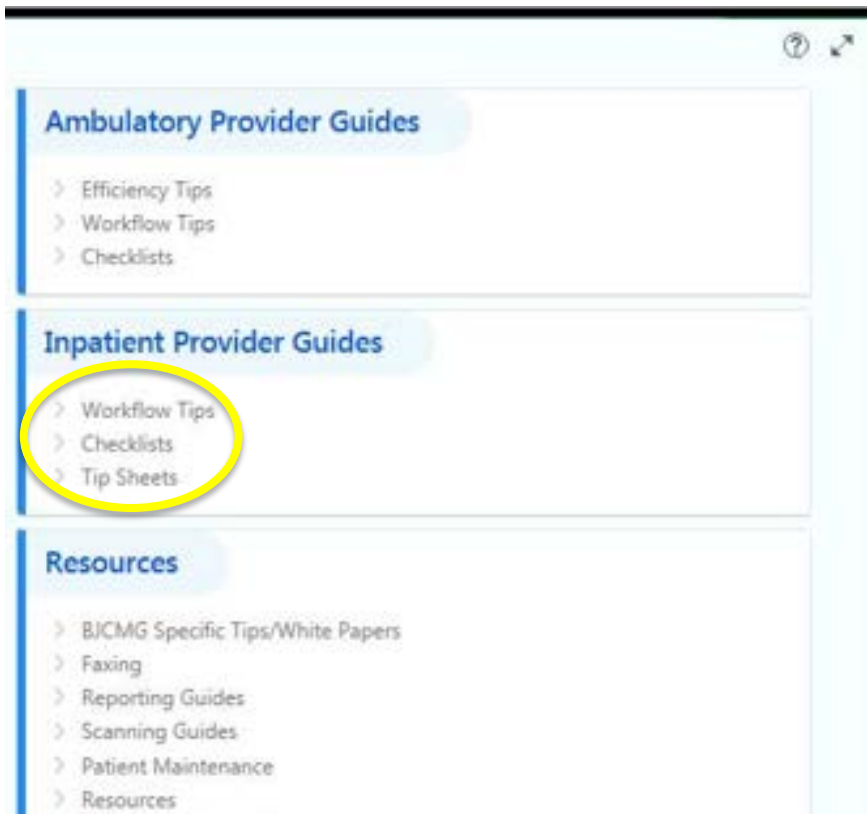 Ambulatory Provider Guides
Efficiency Tips
Workflow Tips
Checklists
Inpatient Provider Guides
Workflow Tips
Checklists
Tip Sheets
Resources
BJCMG Specific Tips/White Papers
Faxing
Reporting Guides
Scanning Guides
Patient Maintenance
Resources